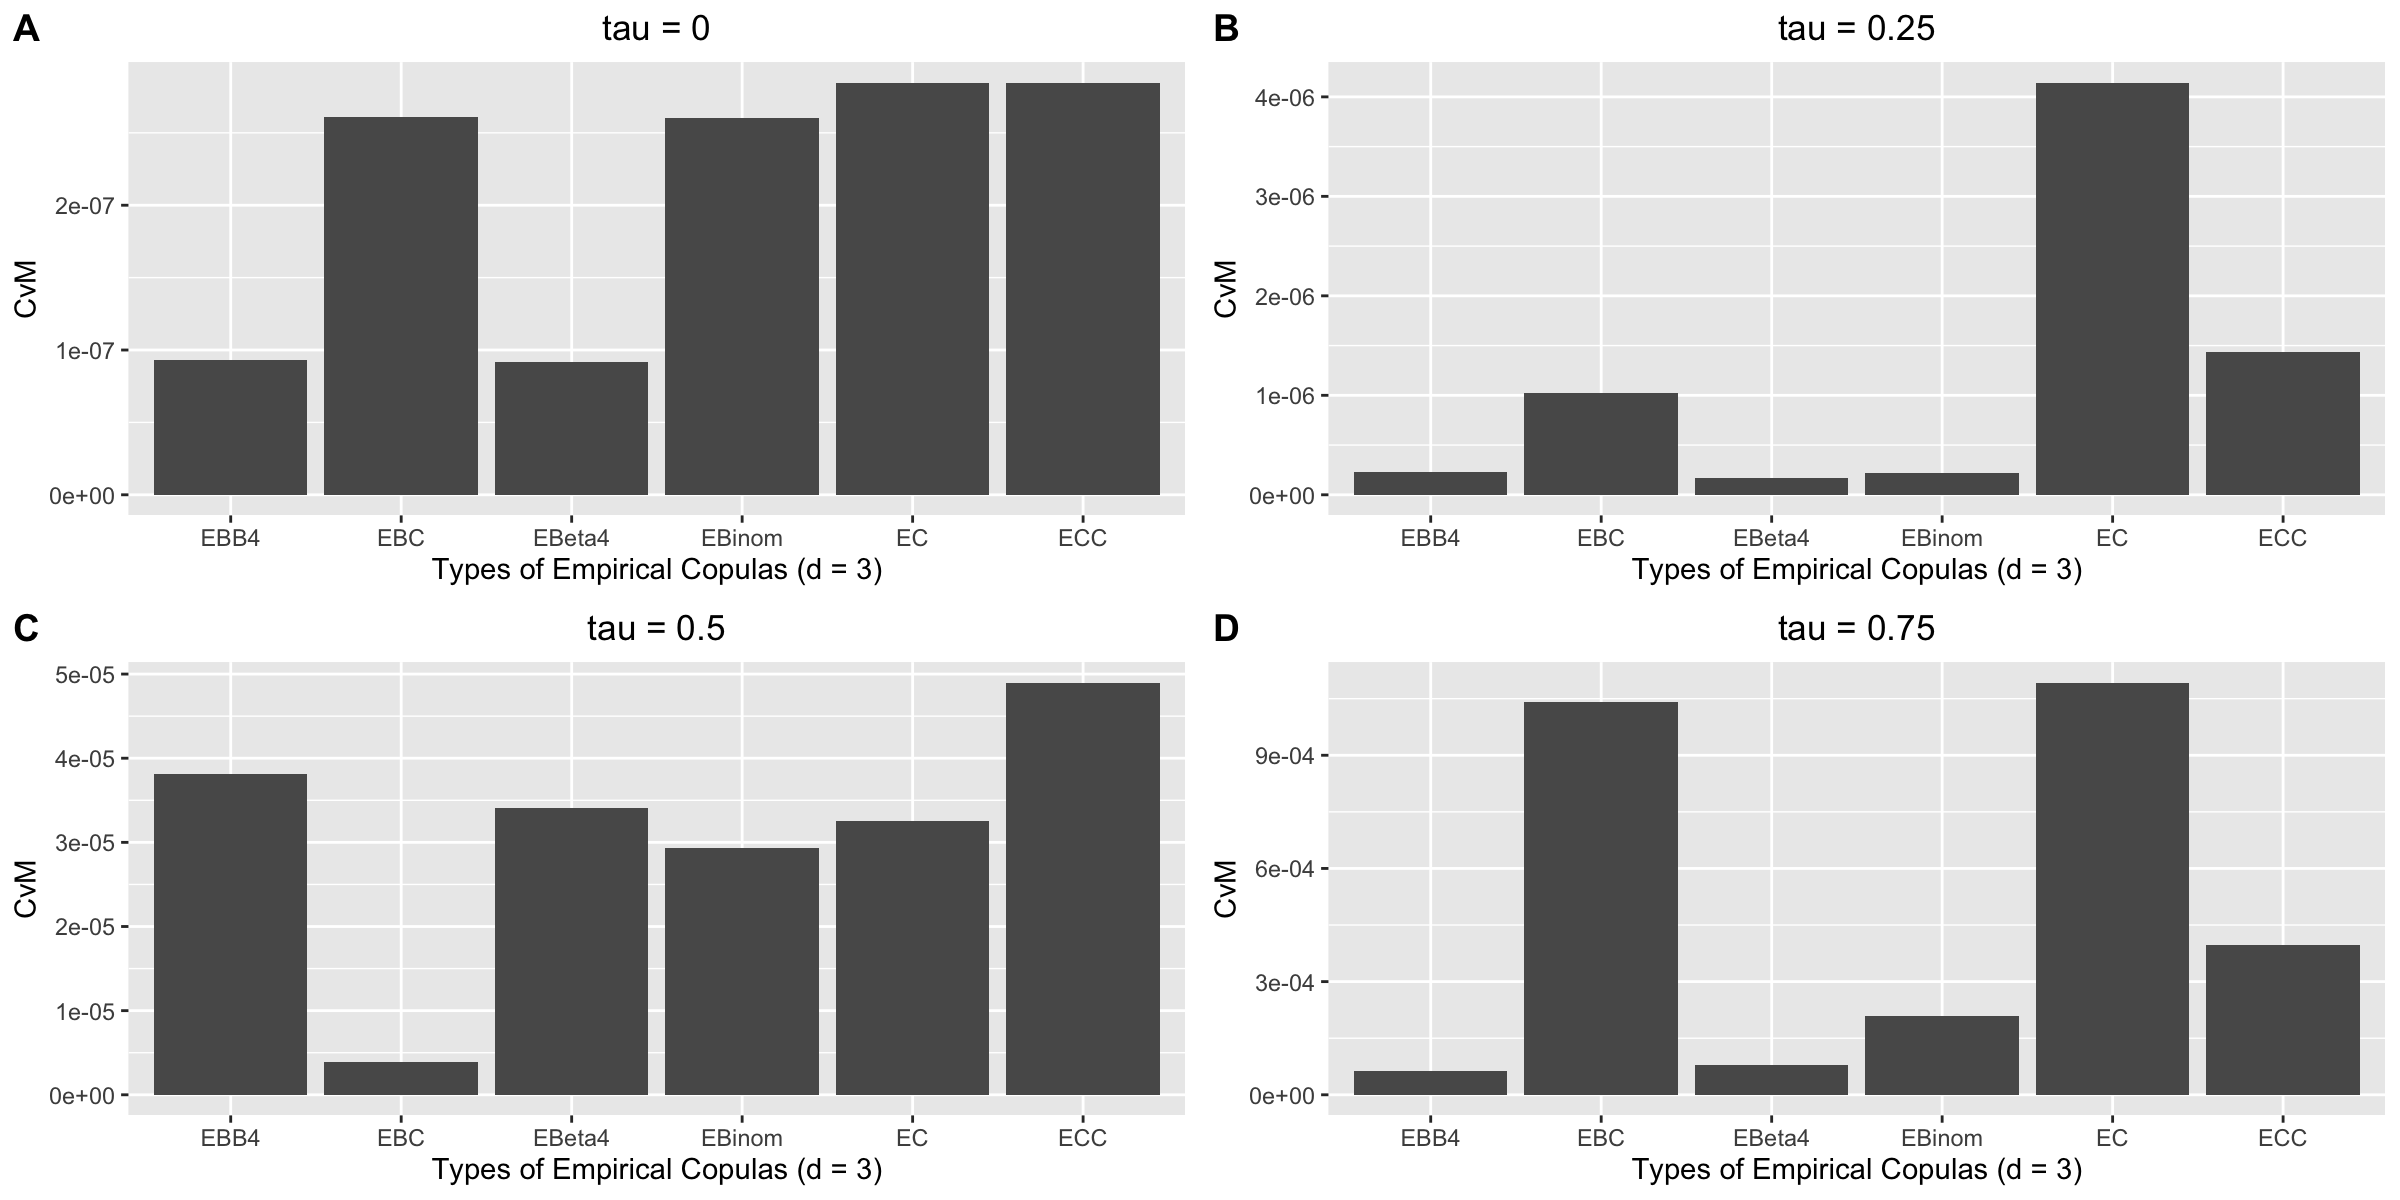 A
tau = 0
CvM
2e-07
1e-07
0e+00
EBB4 EBC EBeta4 EBinom EC ECC
Types of Empirical Copulas (d = 3)
B
tau = 0.25
CvM
4e-06
3e-06
2e-06
1e-06
0e+00
EBB4 EBC EBeta4 EBinom EC ECC
Types of Empirical Copulas (d = 3)
C
tau = 0.5
CvM
5e-05
4e-05
3e-05
2e-05
1e-05
0e+00
EBB4 EBC EBeta4 EBinom EC ECC
Types of Empirical Copulas (d = 3)
D
tau = 0.75
CvM
9e-04
6e-04
3e-04
0e+00
EBB4 EBC EBeta4 EBinom EC ECC
Types of Empirical Copulas (d = 3)